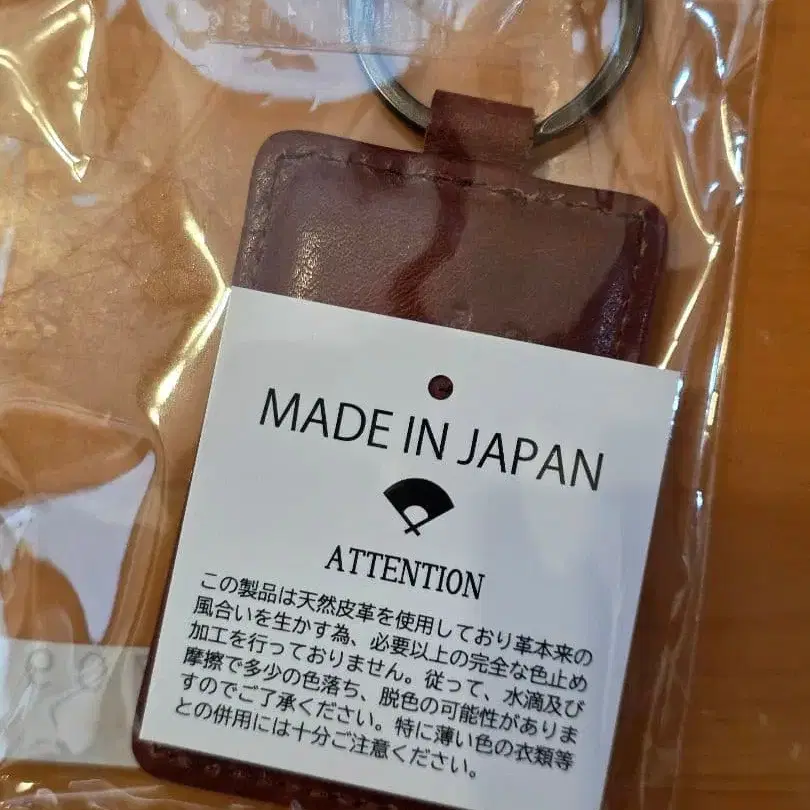 MADE IN JAPAN
ATTENTION
この製品は天然皮革を使用しており革本来の
風合いを生かす為、必要以上の完全な色止め
加工を行っておりません。従って、水滴及び
摩擦で多少の色落ち、脱色の可能性がありま
すのでご了承ください。特に薄い色の衣類等
との併用には十分ご注意ください。